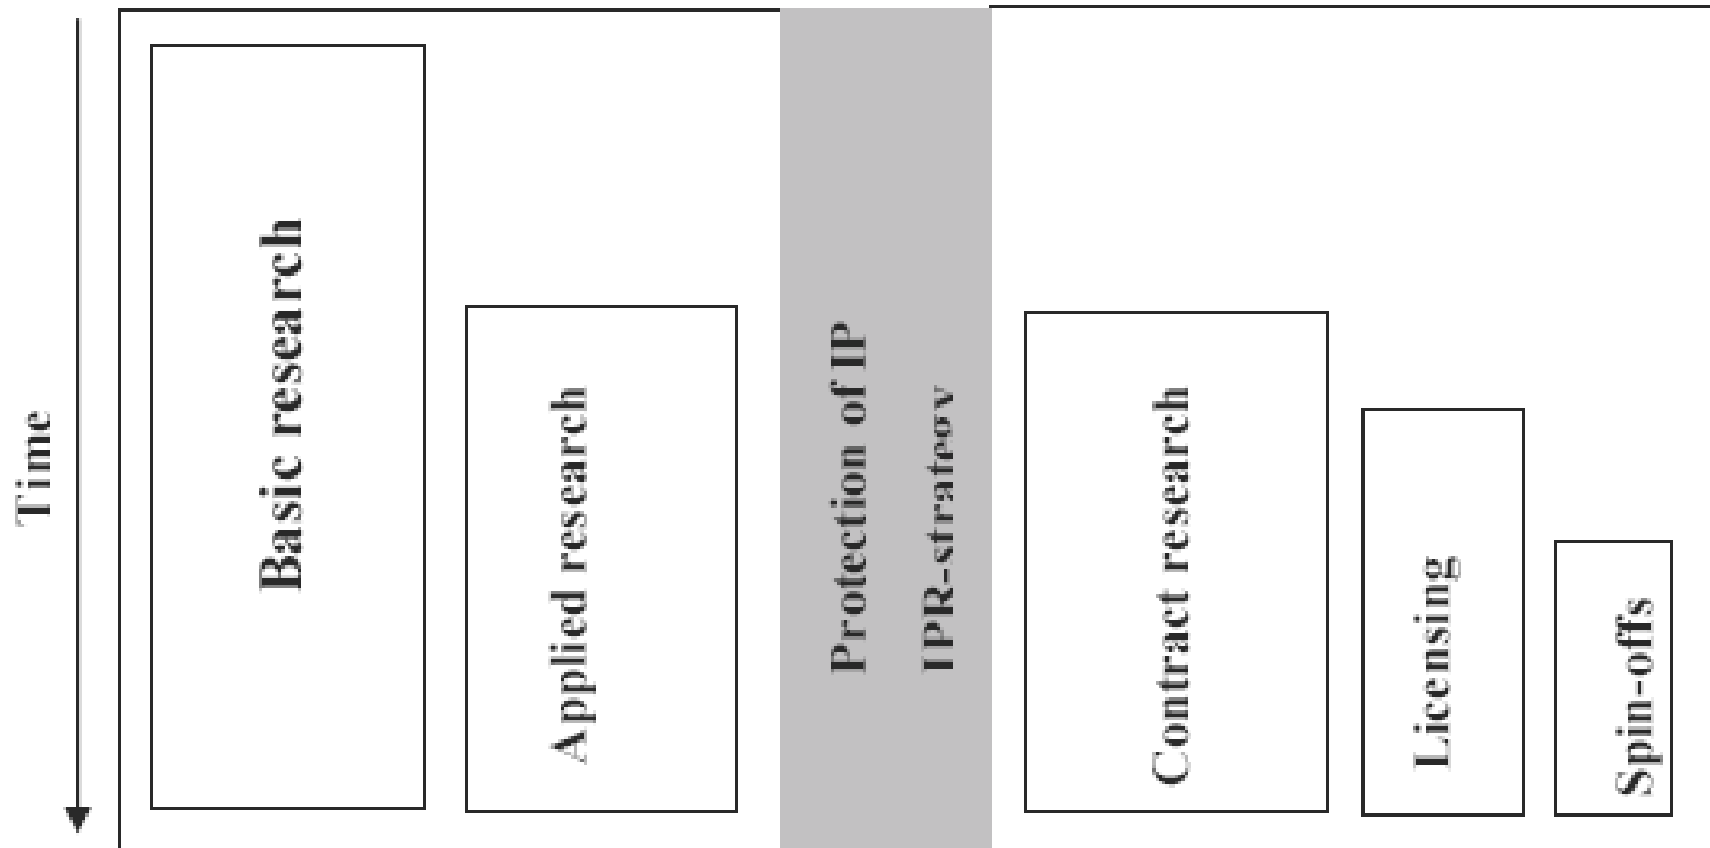 Time
Basic research
Applied research
Protection of IP
IPR-strategy
Contract research
Licensing
Spin-offs